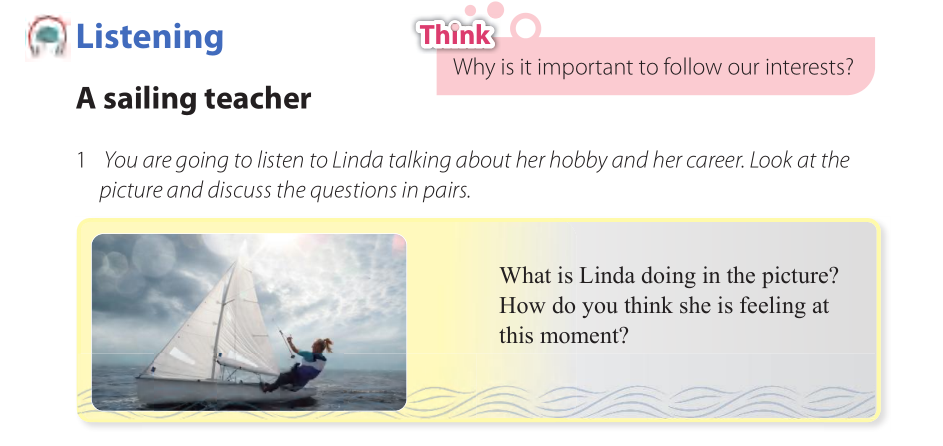 Listening
Think
Why is it important to follow our interests?
A sailing teacher
1 You are going to listen to Linda talking about her hobby and her career. Look at the
picture and discuss the questions in pairs.
What is Linda doing in the picture?
How do you think she is feeling at
this moment?